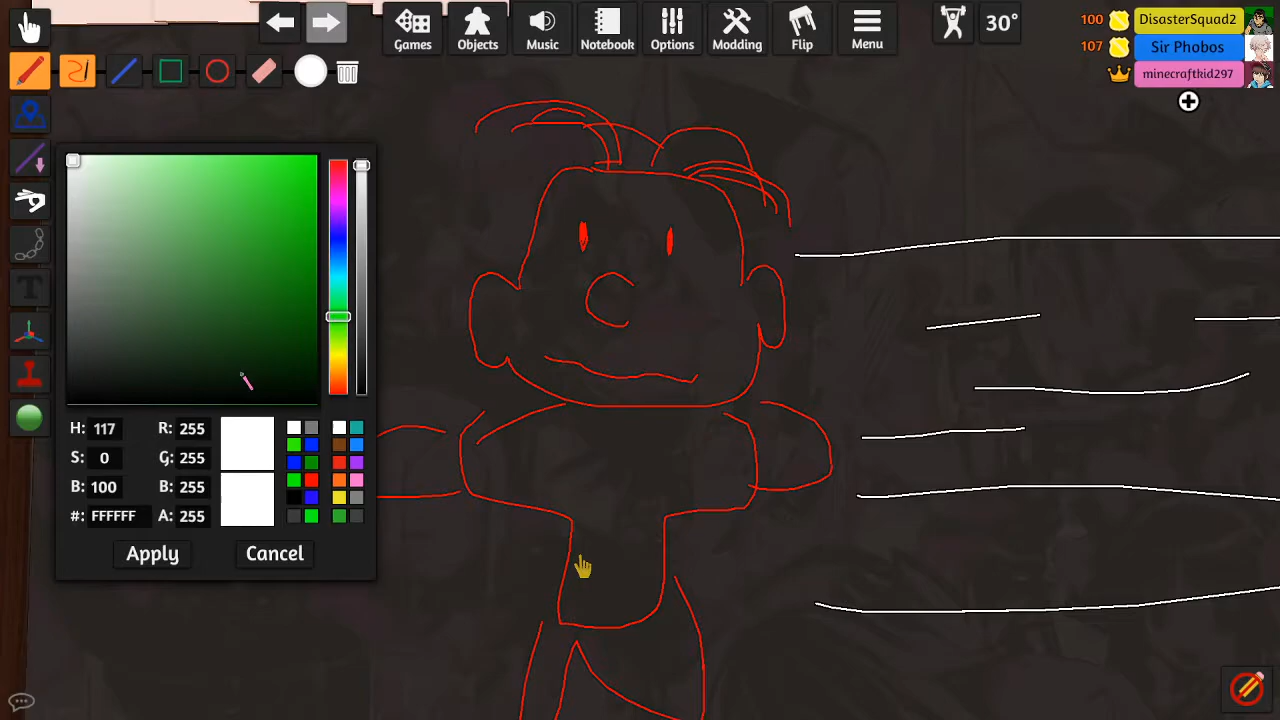 Games Objects Music Notebook Options Modding Flip Menu
30°
100 DisasterSquad2
107 Sir Phobos
minecraftkid297
H: 117 R: 255
S: 0 G: 255
B: 100 B: 255
#: FFFFFF A: 255
Apply Cancel